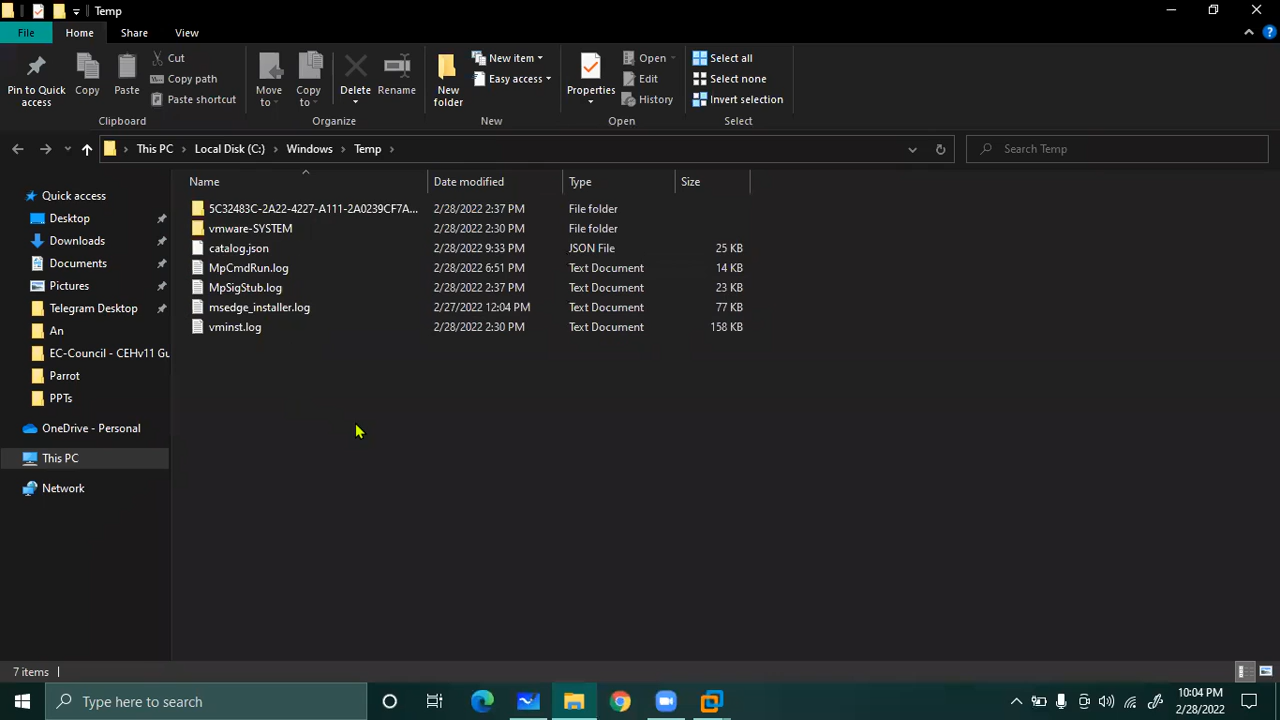 Temp
File Home Share View
Pin to Quick access
Copy
Paste
Cut
Copy path
Paste shortcut
Clipboard
Move to
Copy to
Delete
Rename
Organize
New folder
New item
Easy access
New
Properties
Open
Edit
History
Open
Select all
Select none
Invert selection
Select
This PC › Local Disk (C:) › Windows › Temp ›
Search Temp
Quick access
Desktop
Downloads
Documents
Pictures
Telegram Desktop
An
EC-Council - CEHv11 Gu
Parrot
PPTs
OneDrive - Personal
This PC
Network
Name Date modified Type Size
5C32483C-2A22-4227-A111-2A0239CF7A... 2/28/2022 2:37 PM File folder
vmware-SYSTEM 2/28/2022 2:30 PM File folder
catalog.json 2/28/2022 9:33 PM JSON File 25 KB
MpCmdRun.log 2/28/2022 6:51 PM Text Document 14 KB
MpSigStub.log 2/28/2022 2:37 PM Text Document 23 KB
msedge_installer.log 2/27/2022 12:04 PM Text Document 77 KB
vminst.log 2/28/2022 2:30 PM Text Document 158 KB
7 items
Type here to search
10:04 PM
2/28/2022